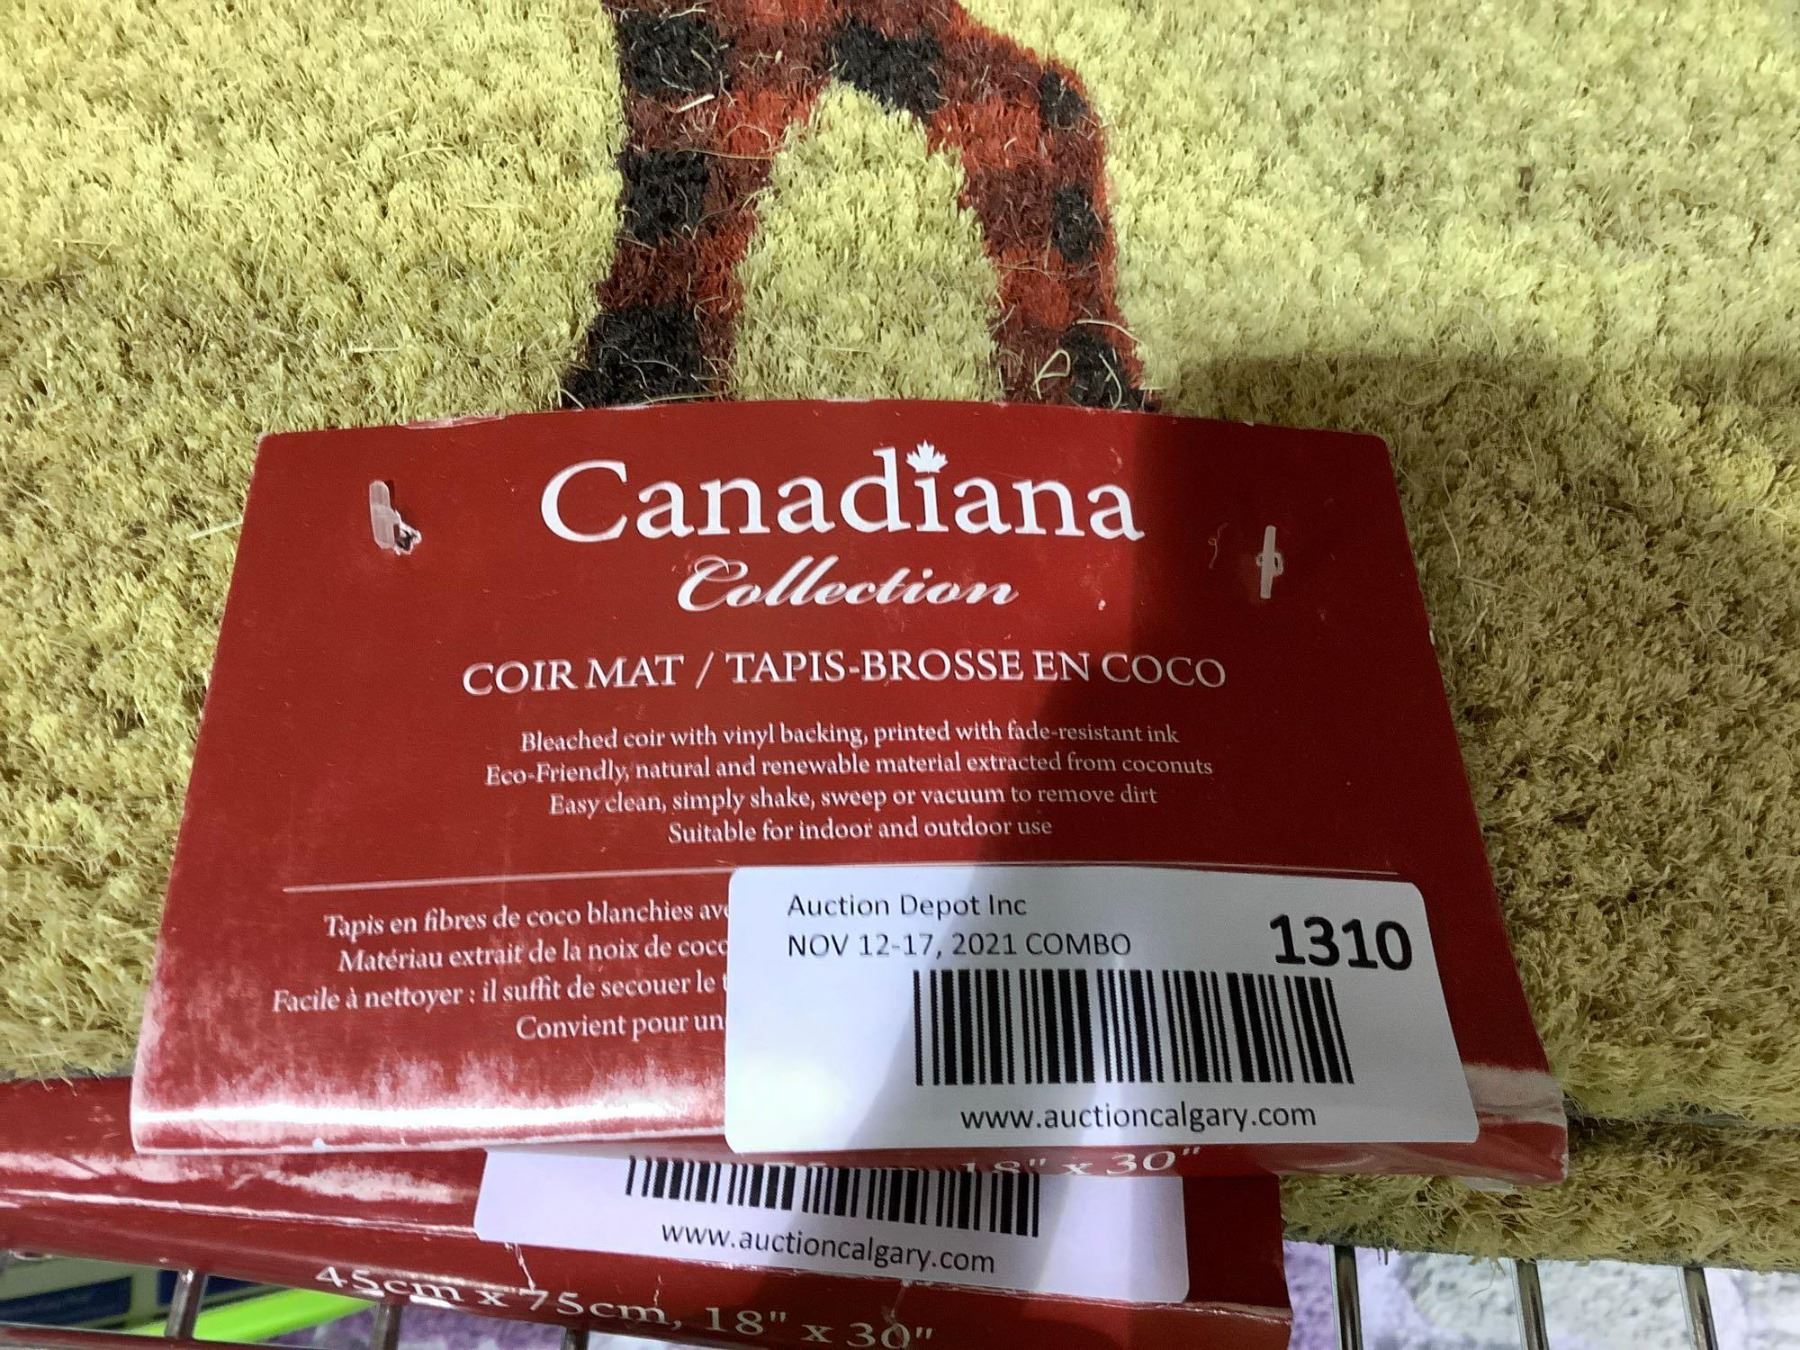 Canadiana
Collection
COIR MAT / TAPIS-BROSSE EN COCO
Bleached coir with vinyl backing, printed with fade-resistant ink
Eco-Friendly, natural and renewable material extracted from coconuts
Easy clean, simply shake, sweep or vacuum to remove dirt
Suitable for indoor and outdoor use
Tapis en fibres de coco blanchies
Matériau extrait de la noix de coco
Facile à nettoyer : il suffit de secouer le
Convient pour un
Auction Depot Inc
NOV 12-17, 2021 COMBO
1310
www.auctioncalgary.com
18" x 30"
www.auctioncalgary.com
45cm x 75cm, 18" x 30"